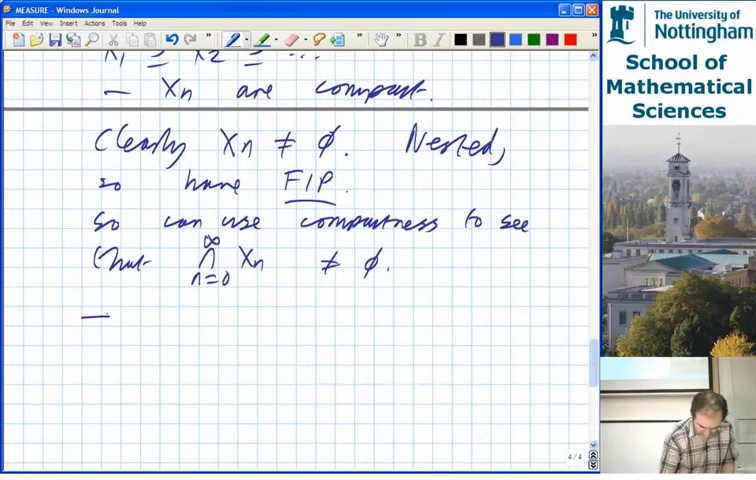 MEASURE - Windows Journal
File Edit View Insert Actions Tools Help
X1 ⊇ X2 ⊇ ...
— Xn are compact.
Clearly Xn ≠ ø. Nested,
so have FIP.
so can use compactness to see
that ∞ ∩ n=0 Xn ≠ ø.
4 / 4
The University of
Nottingham
School of
Mathematical
Sciences